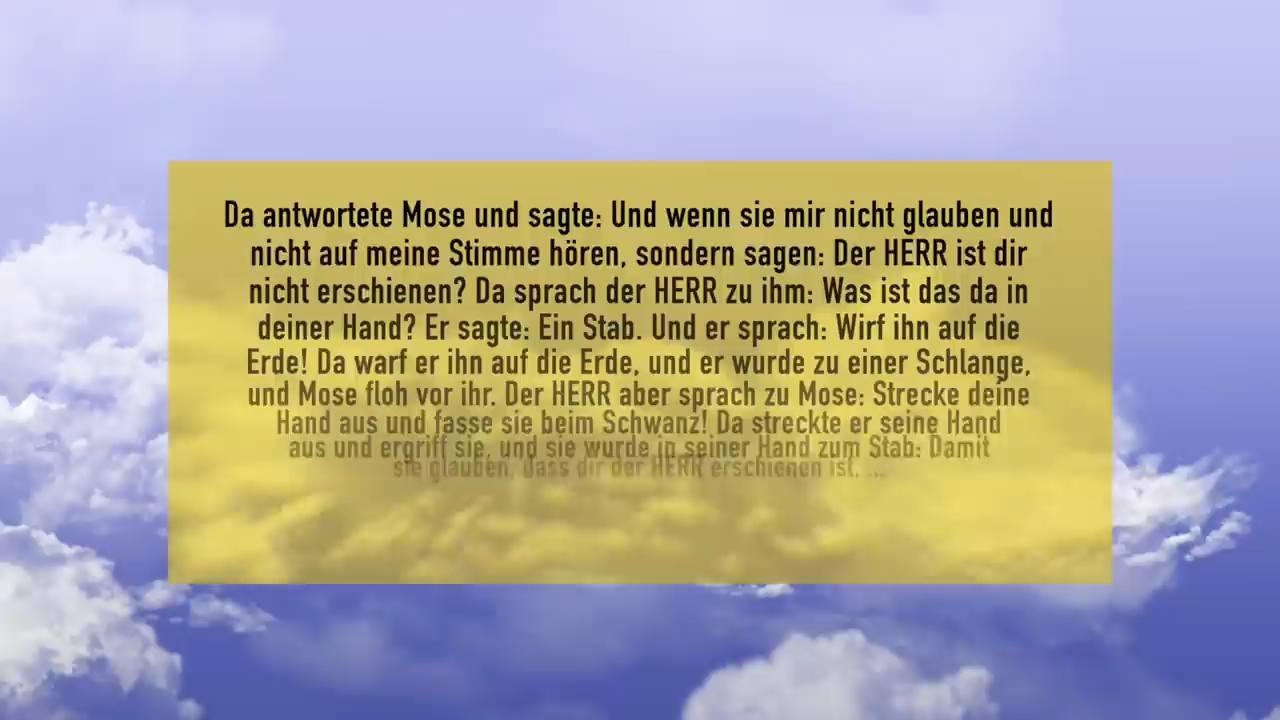 Da antwortete Mose und sagte: Und wenn sie mir nicht glauben und
nicht auf meine Stimme hören, sondern sagen: Der HERR ist dir
nicht erschienen? Da sprach der HERR zu ihm: Was ist das da in
deiner Hand? Er sagte: Ein Stab. Und er sprach: Wirf ihn auf die
Erde! Da warf er ihn auf die Erde, und er wurde zu einer Schlange,
und Mose floh vor ihr. Der HERR aber sprach zu Mose: Strecke deine
Hand aus und fasse sie beim Schwanz! Da streckte er seine Hand
aus und ergriff sie, und sie wurde in seiner Hand zum Stab: Damit
sie glauben, dass dir der HERR erschienen ist, ...